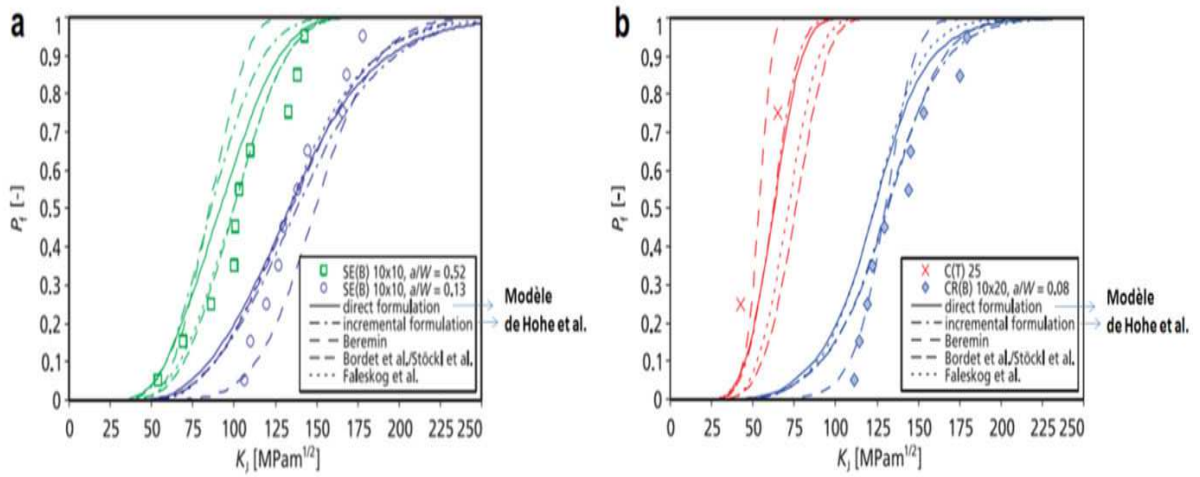 a
1
0.9
0.8
0.7
0.6
0.5
0.4
0.3
0.2
0.1
0
P_f [-]
0 25 50 75 100 125 150 175 200 225 250
K_J [MPam^1/2]
SE(B) 10x10, a/W = 0.52
SE(B) 10x10, a/W = 0.13
direct formulation
incremental formulation
Beremin
Bordet et al./Stöckl et al.
Faleskog et al.
Modèle
de Hohe et al.
b
1
0.9
0.8
0.7
0.6
0.5
0.4
0.3
0.2
0.1
0
P_f [-]
0 25 50 75 100 125 150 175 200 225 250
K_J [MPam^1/2]
C(T) 25
CR(B) 10x20, a/W = 0.08
direct formulation
incremental formulation
Beremin
Bordet et al./Stöckl et al.
Faleskog et al.
Modèle
de Hohe et al.